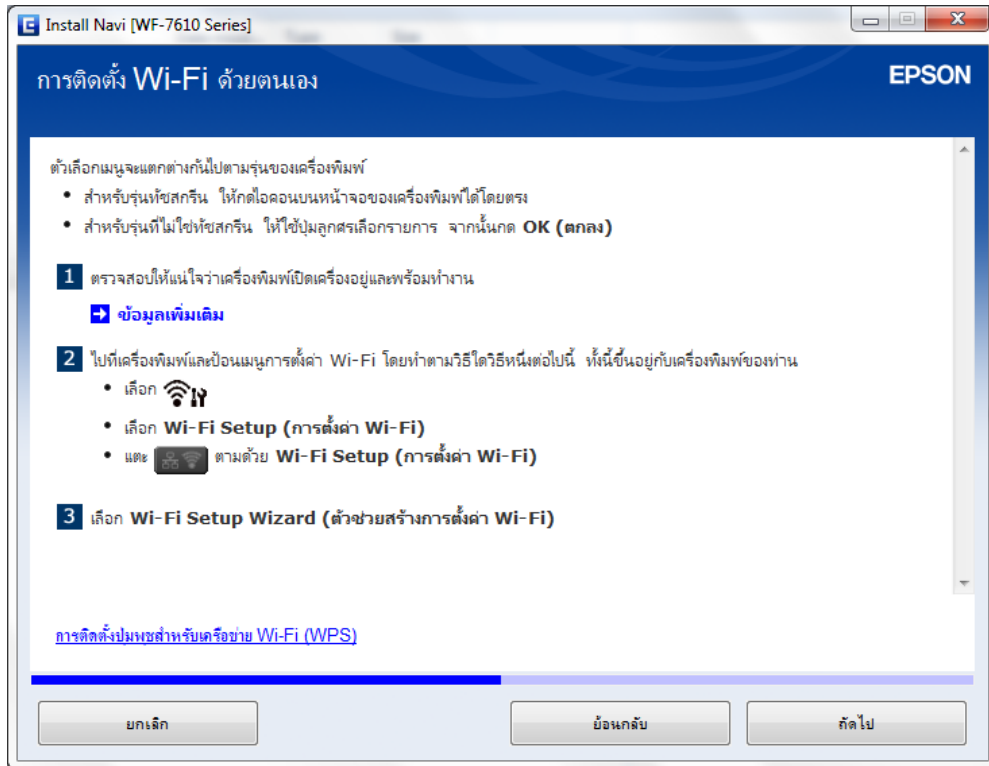 Install Navi [WF-7610 Series]
การติดตั้ง Wi-Fi ด้วยตนเอง
EPSON
ตัวเลือกเมนูจะแตกต่างกันไปตามรุ่นของเครื่องพิมพ์
• สำหรับรุ่นทัชสกรีน ให้กดไอคอนบนหน้าจอของเครื่องพิมพ์ได้โดยตรง
• สำหรับรุ่นที่ไม่ใช่ทัชสกรีน ให้ใช้ปุ่มลูกศรเลือกรายการ จากนั้นกด OK (ตกลง)
1 ตรวจสอบให้แน่ใจว่าเครื่องพิมพ์เปิดเครื่องอยู่และพร้อมทำงาน
ข้อมูลเพิ่มเติม
2 ไปที่เครื่องพิมพ์และป้อนเมนูการตั้งค่า Wi-Fi โดยทำตามวิธีใดวิธีหนึ่งต่อไปนี้ ทั้งนี้ขึ้นอยู่กับเครื่องพิมพ์ของท่าน
• เลือก
• เลือก Wi-Fi Setup (การตั้งค่า Wi-Fi)
• แตะ ตามด้วย Wi-Fi Setup (การตั้งค่า Wi-Fi)
3 เลือก Wi-Fi Setup Wizard (ตัวช่วยสร้างการตั้งค่า Wi-Fi)
การติดตั้งปุ่มพุชสำหรับเครือข่าย Wi-Fi (WPS)
ยกเลิก
ย้อนกลับ
ถัดไป